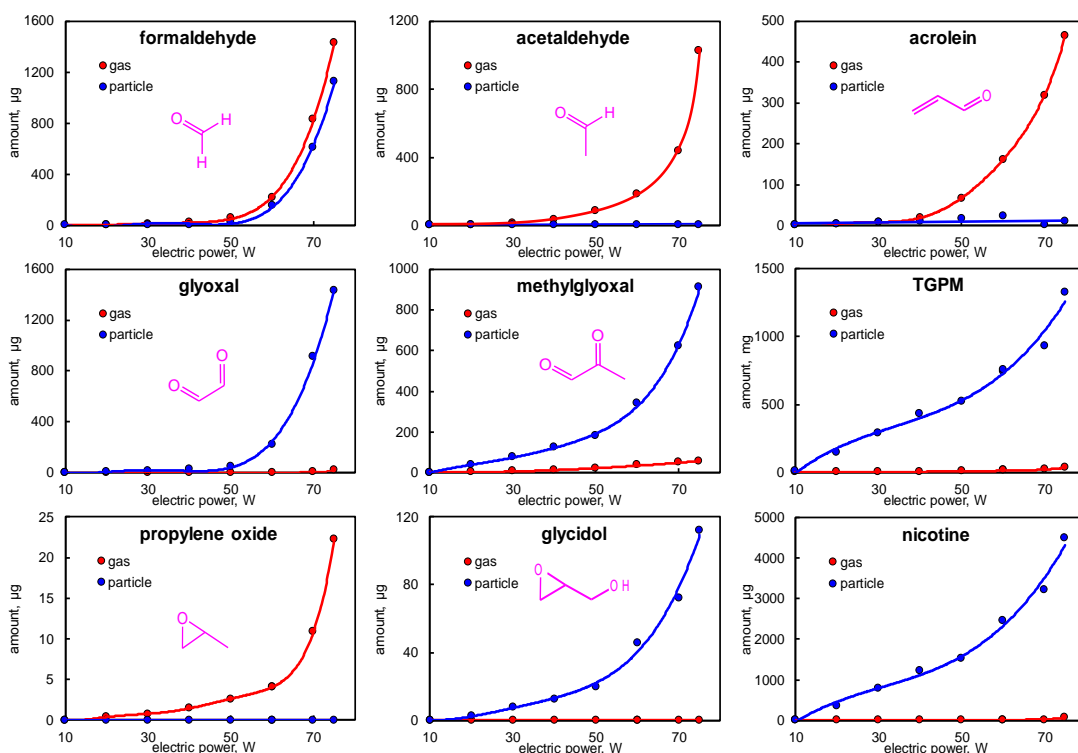 formaldehyde
gas
particle
O
H
H
amount, µg
1600
1200
800
400
0
10 30 50 70
electric power, W
acetaldehyde
gas
particle
O
H
amount, µg
1200
800
400
0
10 30 50 70
electric power, W
acrolein
gas
particle
O
amount, µg
500
400
300
200
100
0
10 30 50 70
electric power, W
glyoxal
gas
particle
O
O
amount, µg
1600
1200
800
400
0
10 30 50 70
electric power, W
methylglyoxal
gas
particle
O
O
amount, µg
1000
800
600
400
200
0
10 30 50 70
electric power, W
TGPM
gas
particle
amount, mg
1500
1000
500
0
10 30 50 70
electric power, W
propylene oxide
gas
particle
O
amount, µg
25
20
15
10
5
0
10 30 50 70
electric power, W
glycidol
gas
particle
O
OH
amount, µg
120
80
40
0
10 30 50 70
electric power, W
nicotine
gas
particle
amount, µg
5000
4000
3000
2000
1000
0
10 30 50 70
electric power, W